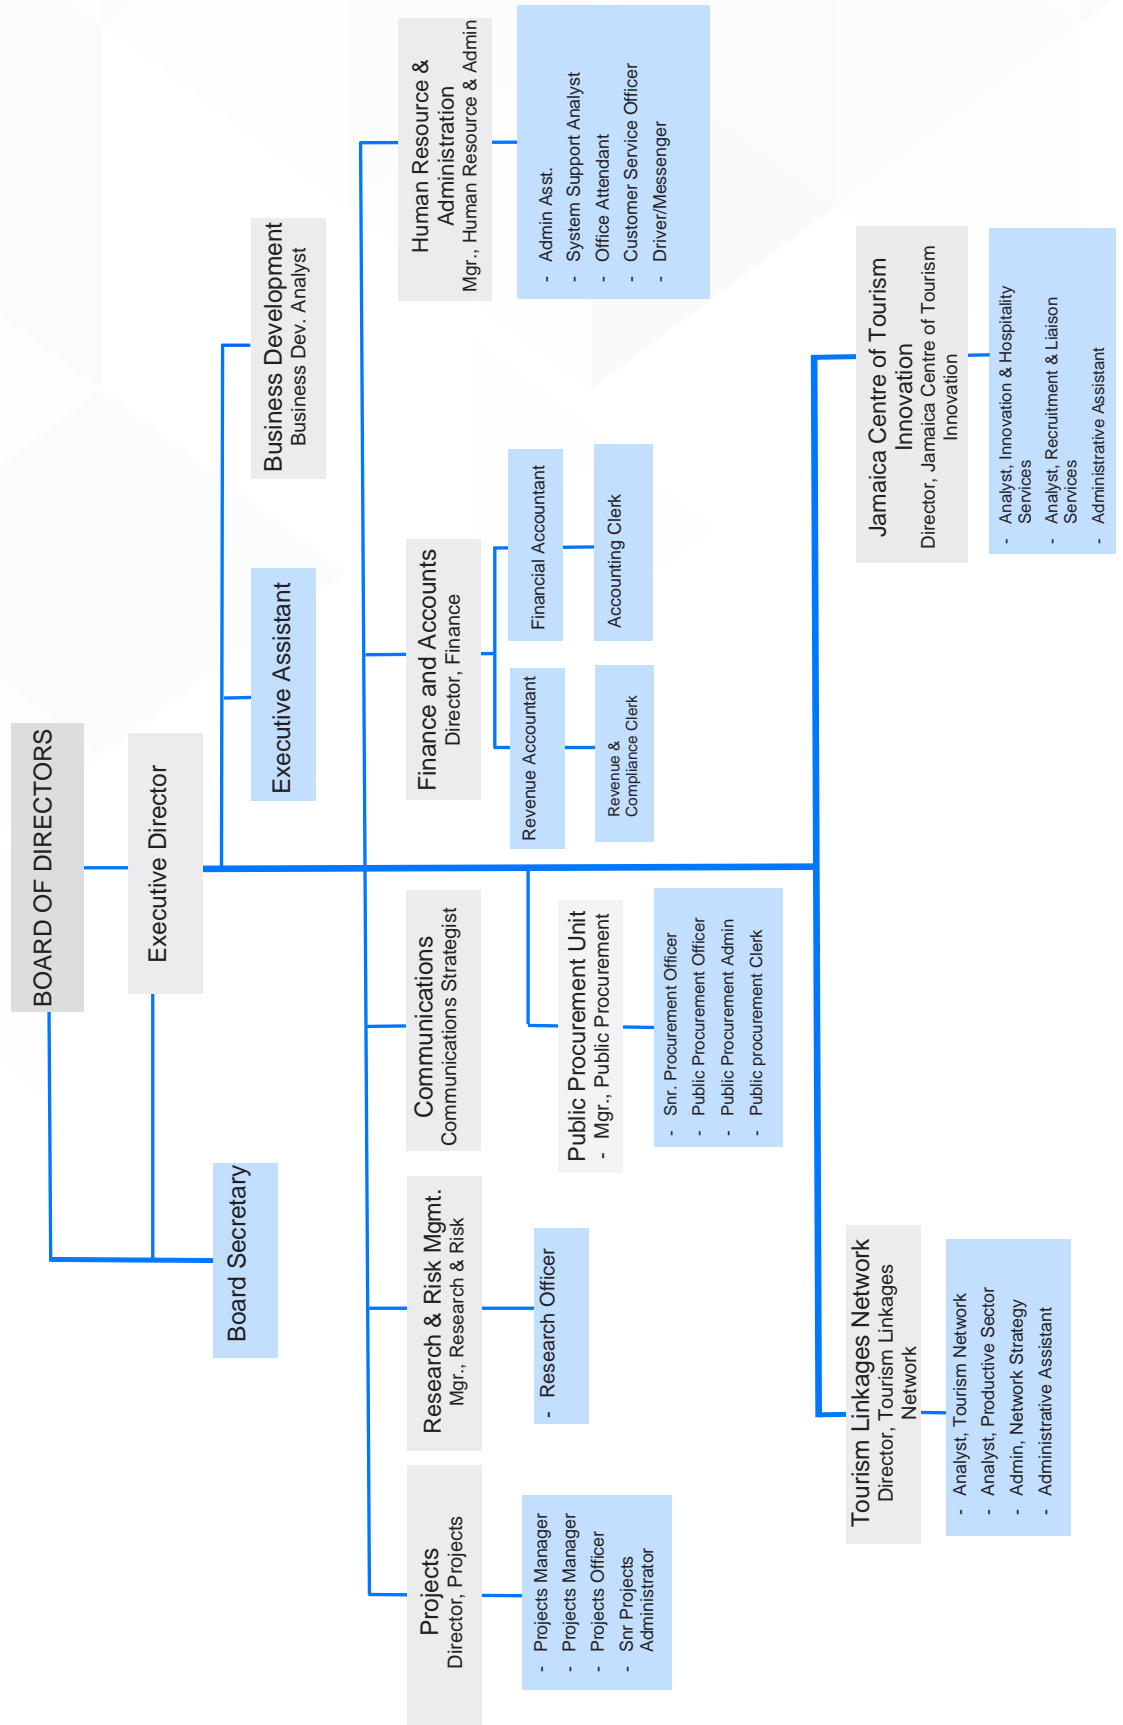 BOARD OF DIRECTORS
Executive Director
Board Secretary
Executive Assistant
Business Development
Business Dev. Analyst
Projects
Director, Projects
- Projects Manager
- Projects Manager
- Projects Officer
- Snr Projects
Administrator
Research & Risk Mgmt.
Mgr., Research & Risk
- Research Officer
Communications
Communications Strategist
Finance and Accounts
Director, Finance
Revenue Accountant
Revenue &
Compliance Clerk
Financial Accountant
Accounting Clerk
Human Resource &
Administration
Mgr., Human Resource & Admin
- Admin Asst.
- System Support Analyst
- Office Attendant
- Customer Service Officer
- Driver/Messenger
Public Procurement Unit
- Mgr., Public Procurement
- Snr. Procurement Officer
- Public Procurement Officer
- Public Procurement Admin
- Public procurement Clerk
Tourism Linkages Network
Director, Tourism Linkages
Network
- Analyst, Tourism Network
- Analyst, Productive Sector
- Admin, Network Strategy
- Administrative Assistant
Jamaica Centre of Tourism
Innovation
Director, Jamaica Centre of Tourism
Innovation
- Analyst, Innovation & Hospitality
Services
- Analyst, Recruitment & Liaison
Services
- Administrative Assistant